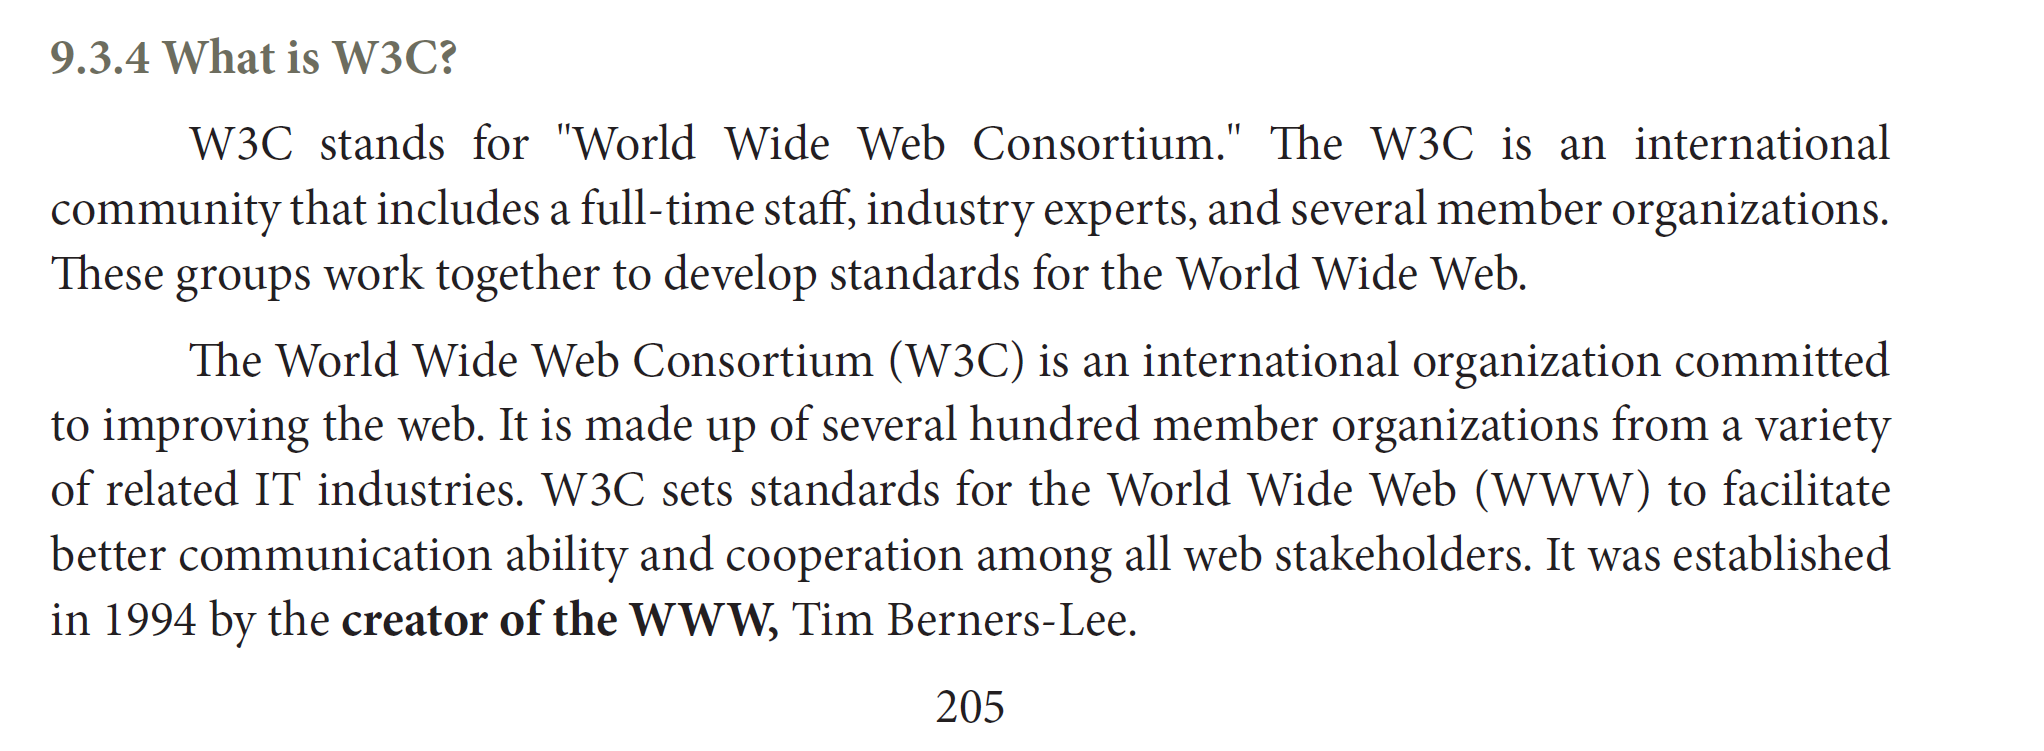 9.3.4 What is W3C?
W3C stands for "World Wide Web Consortium." The W3C is an international
community that includes a full-time staff, industry experts, and several member organizations.
These groups work together to develop standards for the World Wide Web.
The World Wide Web Consortium (W3C) is an international organization committed
to improving the web. It is made up of several hundred member organizations from a variety
of related IT industries. W3C sets standards for the World Wide Web (WWW) to facilitate
better communication ability and cooperation among all web stakeholders. It was established
in 1994 by the creator of the WWW, Tim Berners-Lee.
205